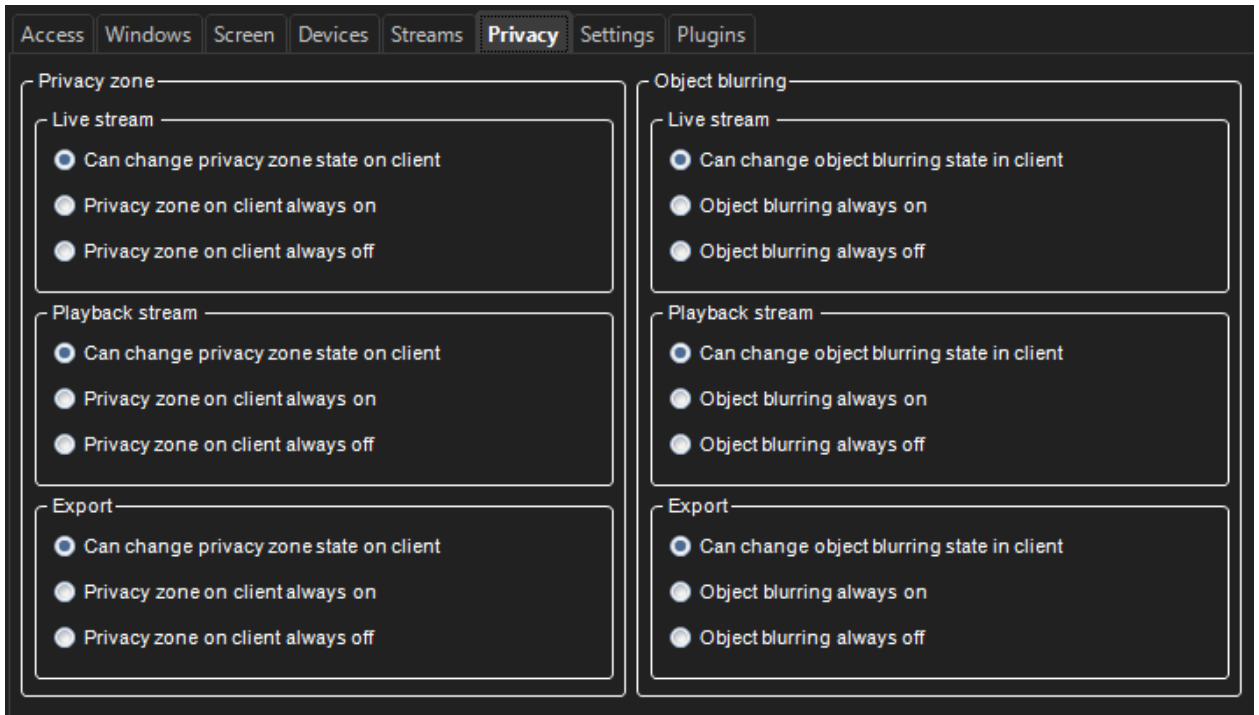 Access Windows Screen Devices Streams Privacy Settings Plugins
Privacy zone
Live stream
Can change privacy zone state on client
Privacy zone on client always on
Privacy zone on client always off
Playback stream
Can change privacy zone state on client
Privacy zone on client always on
Privacy zone on client always off
Export
Can change privacy zone state on client
Privacy zone on client always on
Privacy zone on client always off
Object blurring
Live stream
Can change object blurring state in client
Object blurring always on
Object blurring always off
Playback stream
Can change object blurring state in client
Object blurring always on
Object blurring always off
Export
Can change object blurring state in client
Object blurring always on
Object blurring always off